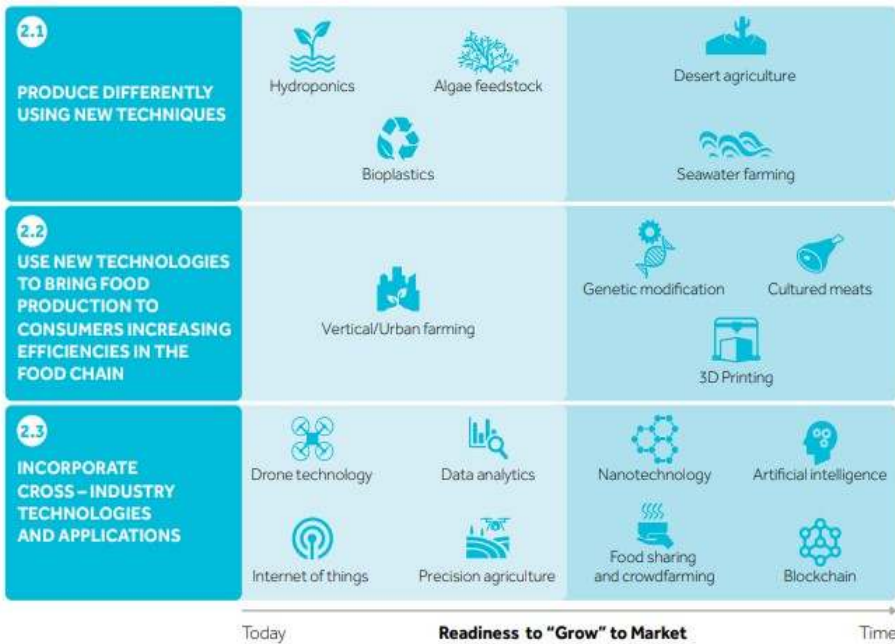 2.1
PRODUCE DIFFERENTLY
USING NEW TECHNIQUES
Hydroponics
Algae feedstock
Desert agriculture
Bioplastics
Seawater farming
2.2
USE NEW TECHNOLOGIES
TO BRING FOOD
PRODUCTION TO
CONSUMERS INCREASING
EFFICIENCIES IN THE
FOOD CHAIN
Vertical/Urban farming
Genetic modification
Cultured meats
3D Printing
2.3
INCORPORATE
CROSS – INDUSTRY
TECHNOLOGIES
AND APPLICATIONS
Drone technology
Data analytics
Nanotechnology
Artificial intelligence
Internet of things
Precision agriculture
Food sharing
and crowdfarming
Blockchain
Today
Readiness to “Grow” to Market
Time